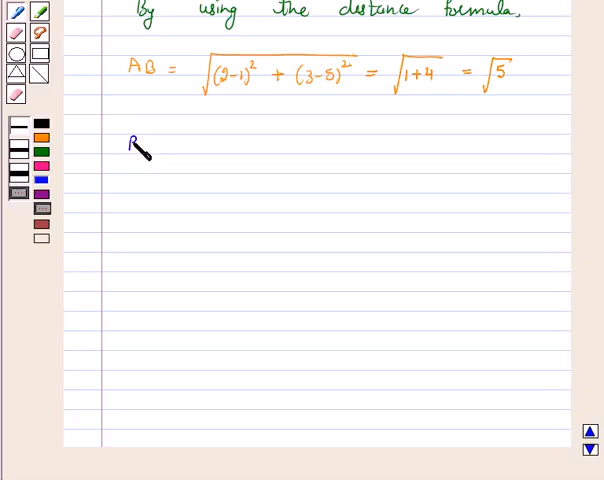 By using the distance formula,
AB = √(2-1)² + (3-5)² = √1+4 = √5
B